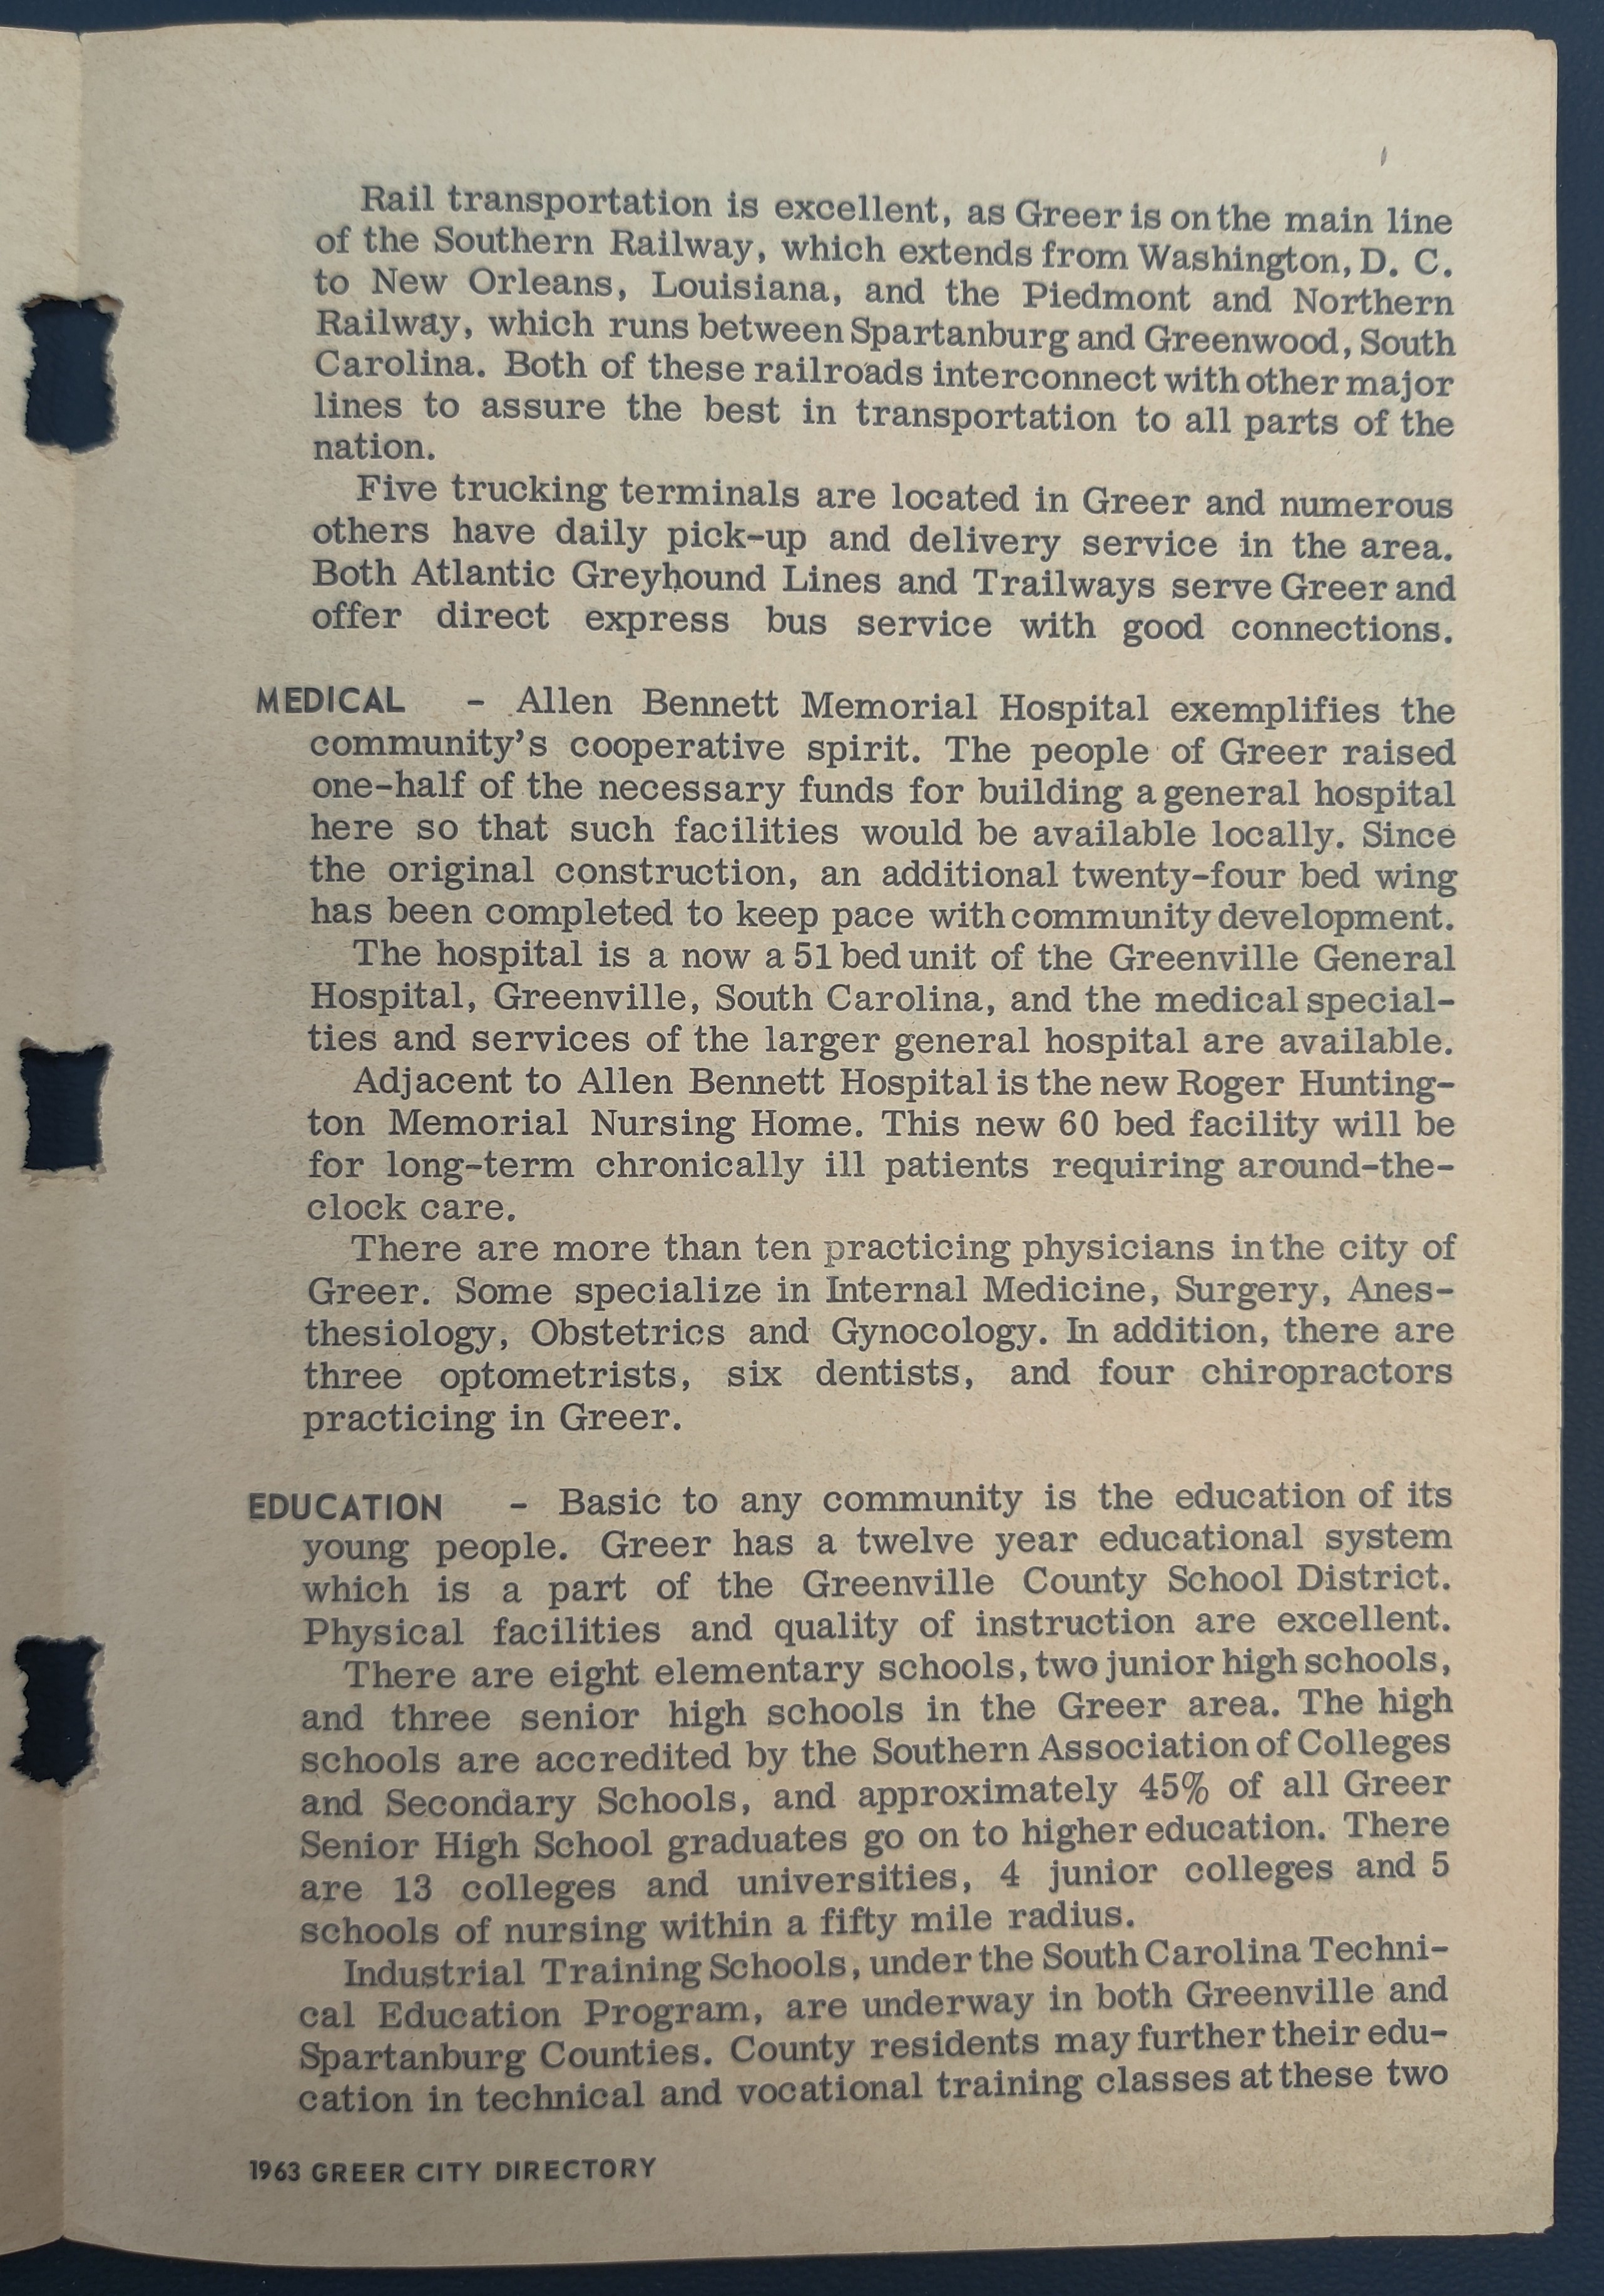 Rail transportation is excellent, as Greer is on the main line
of the Southern Railway, which extends from Washington, D. C.
to New Orleans, Louisiana, and the Piedmont and Northern
Railway, which runs between Spartanburg and Greenwood, South
Carolina. Both of these railroads interconnect with other major
lines to assure the best in transportation to all parts of the
nation.
Five trucking terminals are located in Greer and numerous
others have daily pick-up and delivery service in the area.
Both Atlantic Greyhound Lines and Trailways serve Greer and
offer direct express bus service with good connections.
MEDICAL - Allen Bennett Memorial Hospital exemplifies the
community's cooperative spirit. The people of Greer raised
one-half of the necessary funds for building a general hospital
here so that such facilities would be available locally. Since
the original construction, an additional twenty-four bed wing
has been completed to keep pace with community development.
The hospital is a now a 51 bed unit of the Greenville General
Hospital, Greenville, South Carolina, and the medical special-
ties and services of the larger general hospital are available.
Adjacent to Allen Bennett Hospital is the new Roger Hunting-
ton Memorial Nursing Home. This new 60 bed facility will be
for long-term chronically ill patients requiring around-the-
clock care.
There are more than ten practicing physicians in the city of
Greer. Some specialize in Internal Medicine, Surgery, Anes-
thesiology, Obstetrics and Gynocology. In addition, there are
three optometrists, six dentists, and four chiropractors
practicing in Greer.
EDUCATION - Basic to any community is the education of its
young people. Greer has a twelve year educational system
which is a part of the Greenville County School District.
Physical facilities and quality of instruction are excellent.
There are eight elementary schools, two junior high schools,
and three senior high schools in the Greer area. The high
schools are accredited by the Southern Association of Colleges
and Secondary Schools, and approximately 45% of all Greer
Senior High School graduates go on to higher education. There
are 13 colleges and universities, 4 junior colleges and 5
schools of nursing within a fifty mile radius.
Industrial Training Schools, under the South Carolina Techni-
cal Education Program, are underway in both Greenville and
Spartanburg Counties. County residents may further their edu-
cation in technical and vocational training classes at these two
1963 GREER CITY DIRECTORY